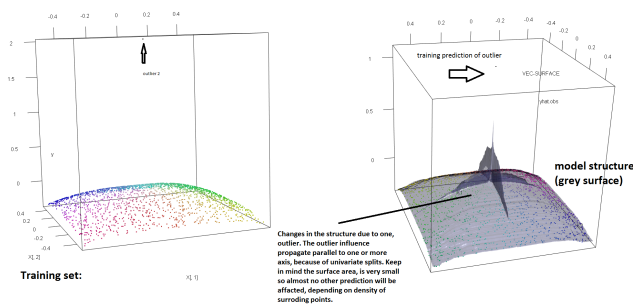 -0.4
0
0.2
0.4
2
1.5
1
0.5
0
outlier z
y
0.4
0.2
0
-0.2
-0.4
X[, 2]
X[, 1]
Training set:
-0.4
0
0.2
0.4
0.4
0
-0.4
1
0.5
0
training prediction of outlier
VEC-SURFACE
yhat obs
model structure
(grey surface)
Changes in the structure due to one,
outlier. The outlier influence
propagate parallel to one or more
axis, because of univariate splits. Keep
in mind the surface area, is very small
so almost no other prediction will be
affacted, depending on density of
surroding points.